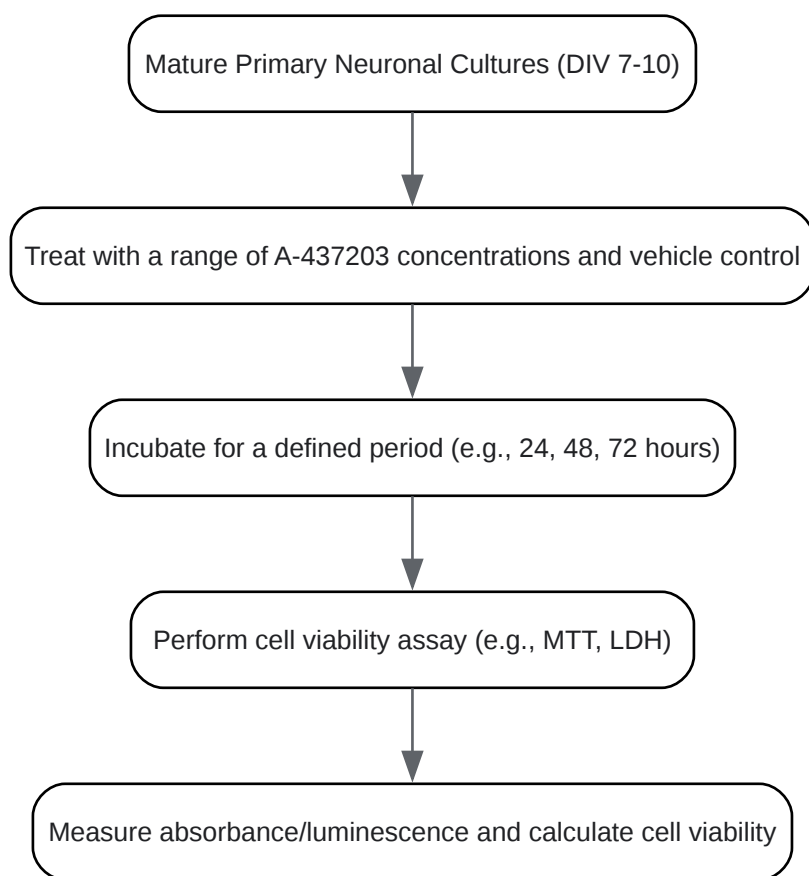 Mature Primary Neuronal Cultures (DIV 7-10)
Treat with a range of A-437203 concentrations and vehicle control
Incubate for a defined period (e.g., 24, 48, 72 hours)
Perform cell viability assay (e.g., MTT, LDH)
Measure absorbance/luminescence and calculate cell viability